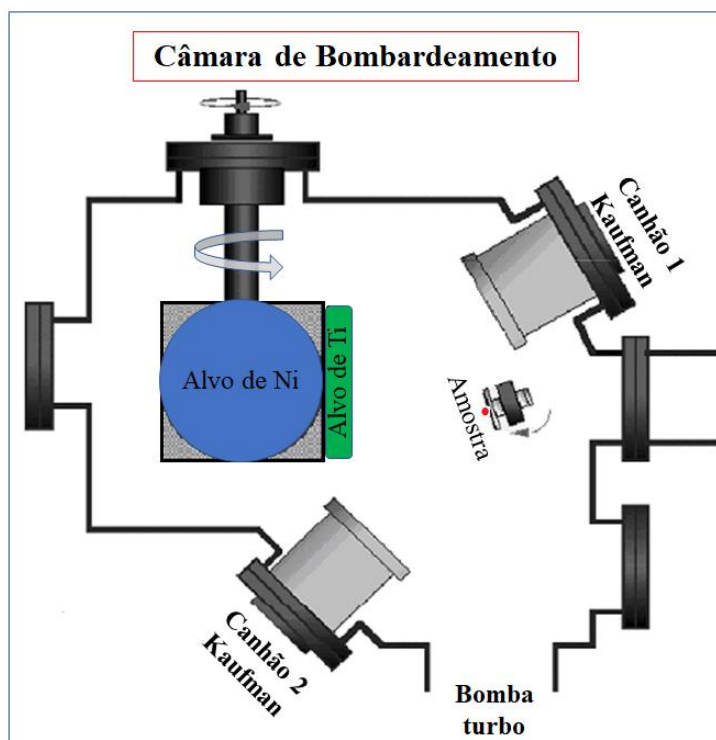 Câmara de Bombardeamento
Canhão 1
Kaufman
Alvo de Ni
Alvo de Ti
Amostra
Canhão 2
Kaufman
Bomba
turbo